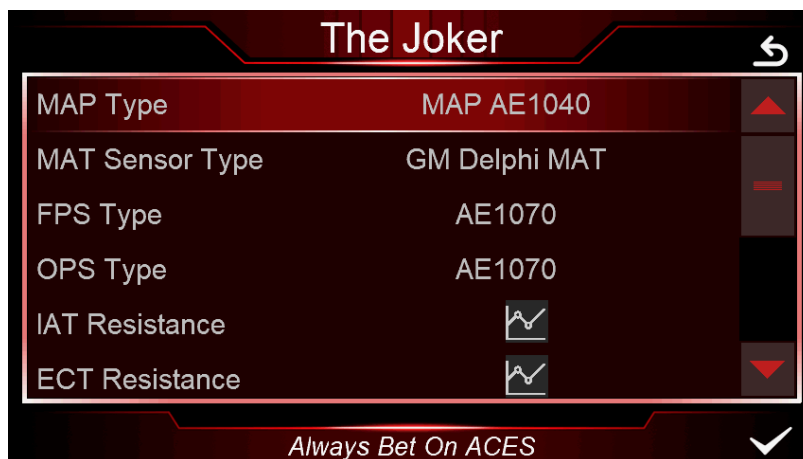 The Joker
MAP Type MAP AE1040
MAT Sensor Type GM Delphi MAT
FPS Type AE1070
OPS Type AE1070
IAT Resistance
ECT Resistance
Always Bet On ACES